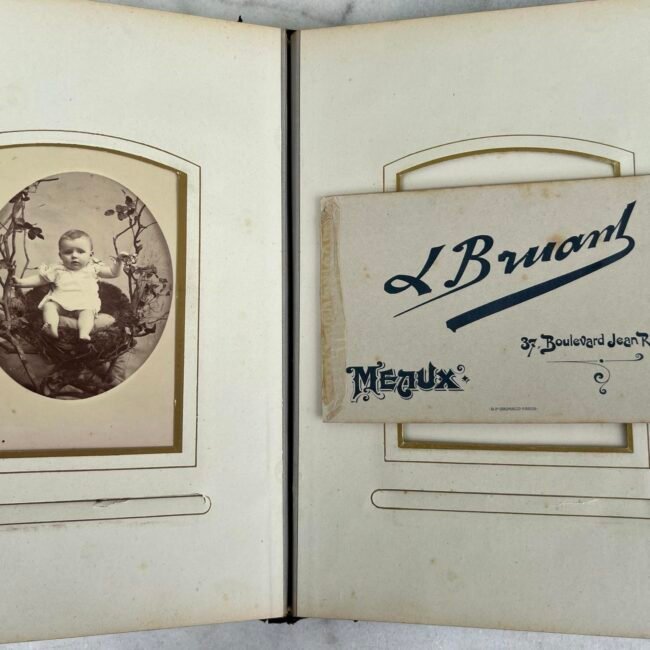 L Bruant
37, Boulevard Jean R
MEAUX